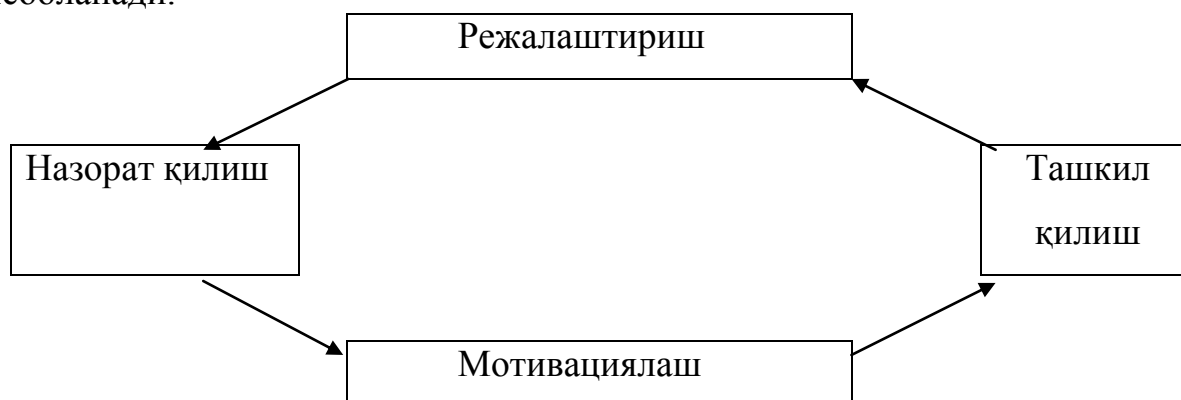 Режалаштириш
Назорат қилиш
Ташкил
қилиш
Мотивациялаш